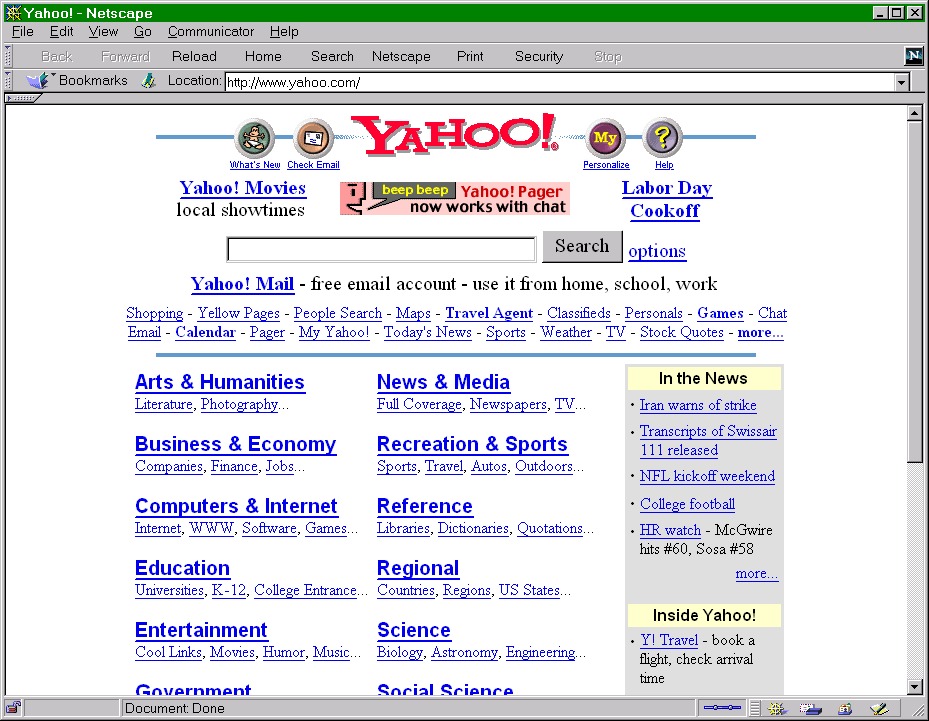 Yahoo! - Netscape
File Edit View Go Communicator Help
Back Forward Reload Home Search Netscape Print Security Stop
N
Bookmarks Location: http://www.yahoo.com/
YAHOO!
My ?
What's New Check Email Personalize Help
Yahoo! Movies
local showtimes
beep beep Yahoo! Pager
now works with chat
Labor Day
Cookoff
Search options
Yahoo! Mail - free email account - use it from home, school, work
Shopping - Yellow Pages - People Search - Maps - Travel Agent - Classifieds - Personals - Games - Chat
Email - Calendar - Pager - My Yahoo! - Today's News - Sports - Weather - TV - Stock Quotes - more...
Arts & Humanities
Literature, Photography...
Business & Economy
Companies, Finance, Jobs...
Computers & Internet
Internet, WWW, Software, Games...
Education
Universities, K-12, College Entrance...
Entertainment
Cool Links, Movies, Humor, Music...
Government
News & Media
Full Coverage, Newspapers, TV...
Recreation & Sports
Sports, Travel, Autos, Outdoors...
Reference
Libraries, Dictionaries, Quotations...
Regional
Countries, Regions, US States...
Science
Biology, Astronomy, Engineering...
Social Science
In the News
· Iran warns of strike
· Transcripts of Swissair
111 released
· NFL kickoff weekend
· College football
· HR watch - McGwire
hits #60, Sosa #58
more...
Inside Yahoo!
· Y! Travel - book a
flight, check arrival
time
Document: Done